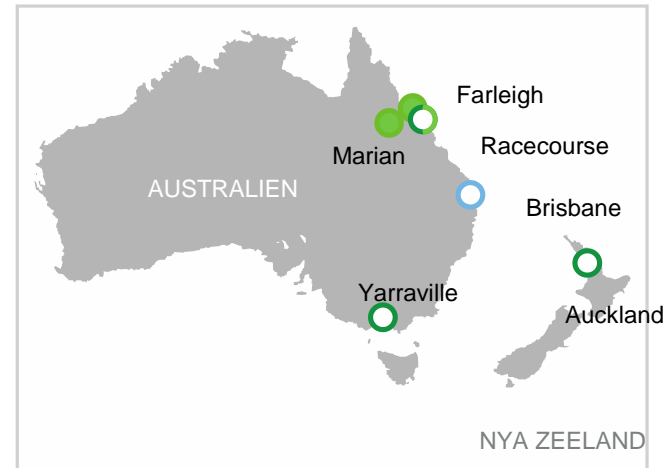 Farleigh
Racecourse
Marian
AUSTRALIEN
Brisbane
Yarraville
Auckland
NYA ZEELAND